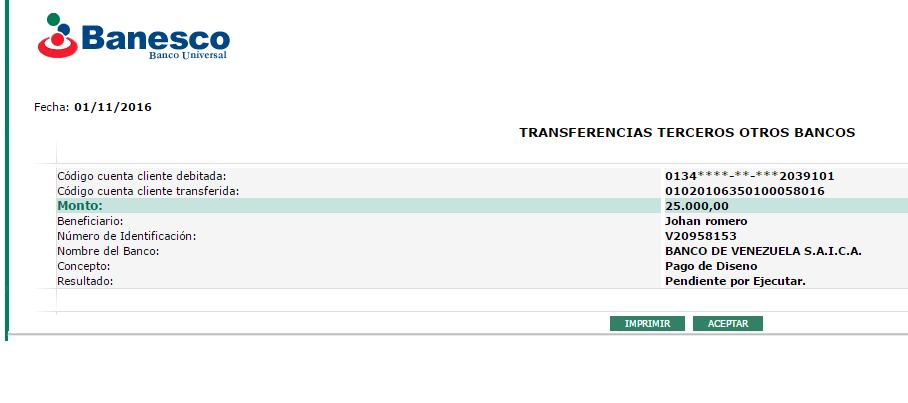 Banesco
Banco Universal
Fecha: 01/11/2016
TRANSFERENCIAS TERCEROS OTROS BANCOS
Código cuenta cliente debitada: 0134****-**-***2039101
Código cuenta cliente transferida: 01020106350100058016
Monto: 25.000,00
Beneficiario: Johan romero
Número de Identificación: V20958153
Nombre del Banco: BANCO DE VENEZUELA S.A.I.C.A.
Concepto: Pago de Diseno
Resultado: Pendiente por Ejecutar.
IMPRIMIR ACEPTAR